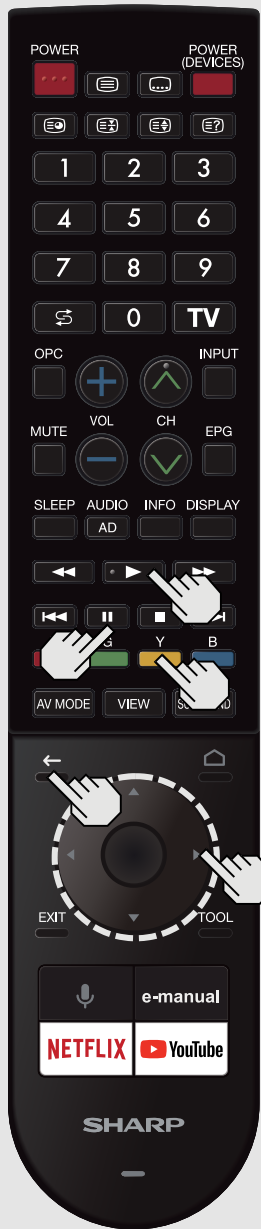 POWER
POWER
(DEVICES)
1 2 3
4 5 6
7 8 9
0 TV
OPC INPUT
MUTE VOL CH EPG
SLEEP AUDIO INFO DISPLAY
AD
G Y B
AV MODE VIEW
EXIT TOOL
e-manual
NETFLIX YouTube
SHARP